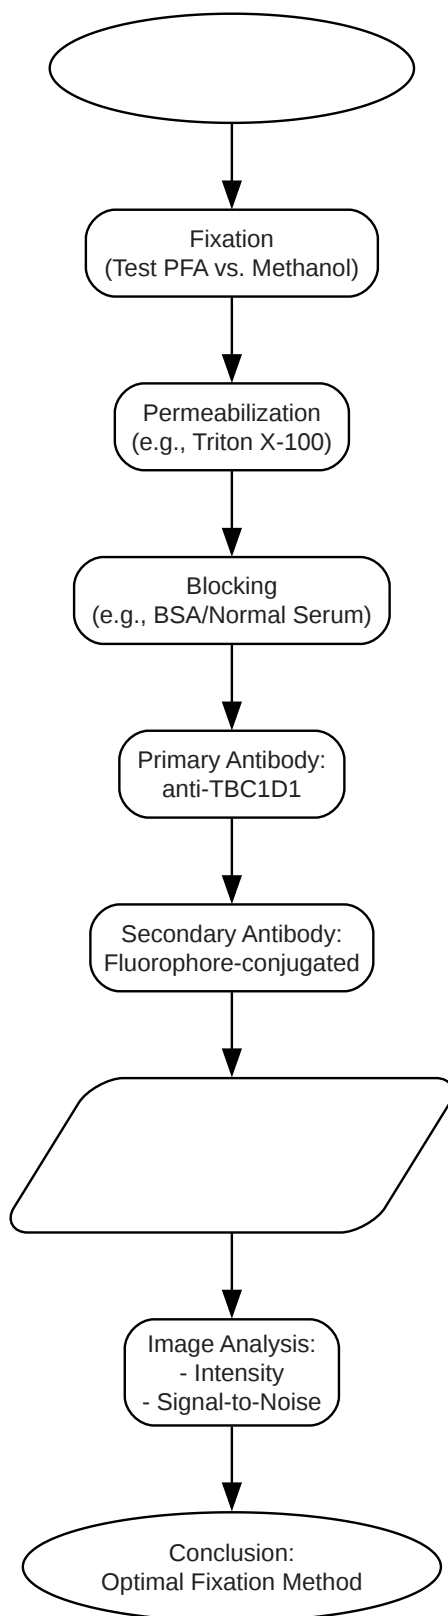 Fixation
(Test PFA vs. Methanol)
Permeabilization
(e.g., Triton X-100)
Blocking
(e.g., BSA/Normal Serum)
Primary Antibody:
anti-TBC1D1
Secondary Antibody:
Fluorophore-conjugated
Image Analysis:
- Intensity
- Signal-to-Noise
Conclusion:
Optimal Fixation Method